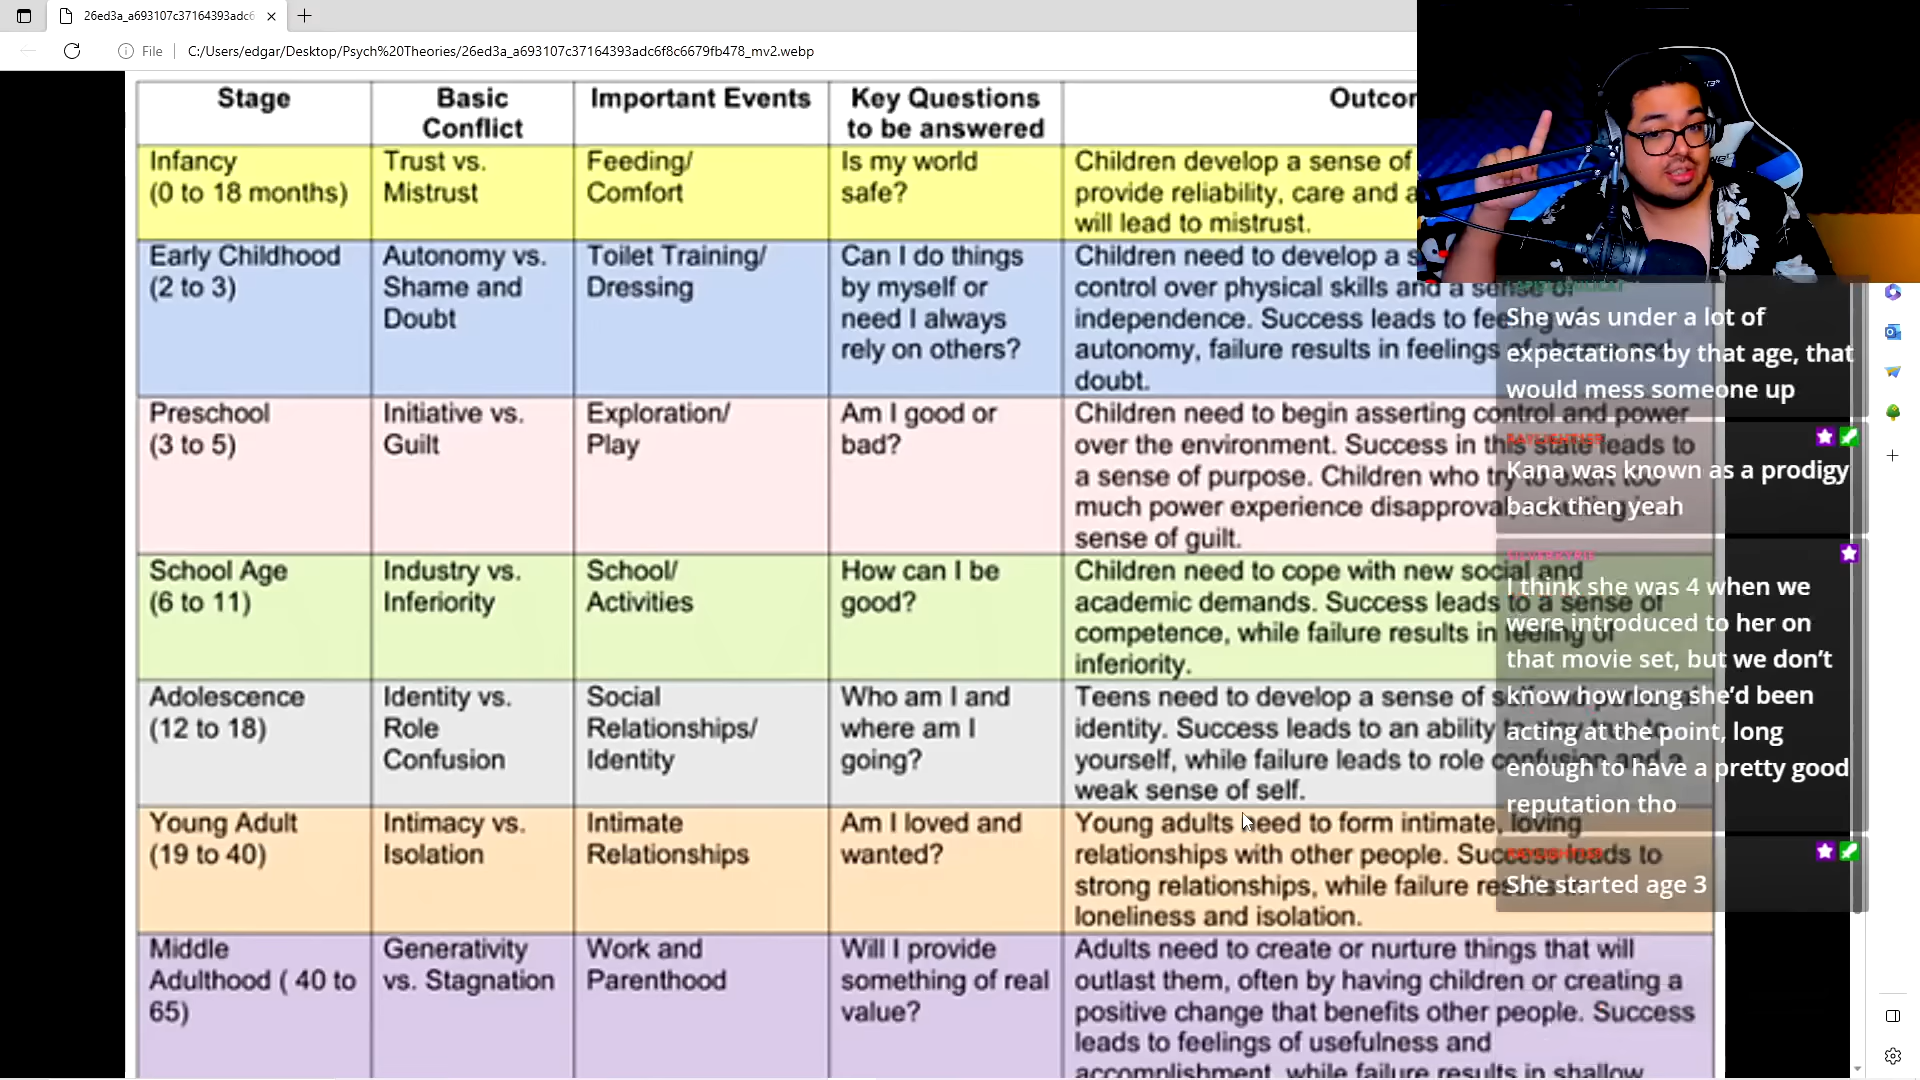 26ed3a_a693107c37164393adc6
File
C:/Users/edgar/Desktop/Psych%20Theories/26ed3a_a693107c37164393adc6f8c6679fb478_mv2.webp
Stage
Basic
Conflict
Important Events
Key Questions
to be answered
Infancy
(0 to 18 months)
Trust vs.
Mistrust
Feeding/
Comfort
Is my world
safe?
Children develop a sense of
provide reliability, care and
will lead to mistrust.
Early Childhood
(2 to 3)
Autonomy vs.
Shame and
Doubt
Toilet Training/
Dressing
Can I do things
by myself or
need I always
rely on others?
Children need to develop a
control over physical skills and a sense of
independence. Success leads to
autonomy, failure results in feelings
doubt.
Preschool
(3 to 5)
Initiative vs.
Guilt
Exploration/
Play
Am I good or
bad?
Children need to begin asserting control and power
over the environment. Success in this state leads to
a sense of purpose. Children who try to exert too
much power experience disapproval
sense of guilt.
School Age
(6 to 11)
Industry vs.
Inferiority
School/
Activities
How can I be
good?
Children need to cope with new social and
academic demands. Success leads to a sense of
competence, while failure results in feeling of
inferiority.
Adolescence
(12 to 18)
Identity vs.
Role
Confusion
Social
Relationships/
Identity
Who am I and
where am I
going?
Teens need to develop a sense of
identity. Success leads to an ability
yourself, while failure leads to role confusion and a
weak sense of self.
Young Adult
(19 to 40)
Intimacy vs.
Isolation
Intimate
Relationships
Am I loved and
wanted?
Young adults need to form intimate, loving
relationships with other people. Success leads to
strong relationships, while failure results in
loneliness and isolation.
Middle
Adulthood ( 40 to
65)
Generativity
vs. Stagnation
Work and
Parenthood
Will I provide
something of real
value?
Adults need to create or nurture things that will
outlast them, often by having children or creating a
positive change that benefits other people. Success
leads to feelings of usefulness and
accomplishment, while failure results in shallow
She was under a lot of
expectations by that age, that
would mess someone up
Kana was known as a prodigy
back then yeah
I think she was 4 when we
were introduced to her on
that movie set, but we don't
know how long she'd been
acting at the point, long
enough to have a pretty good
reputation tho
She started age 3